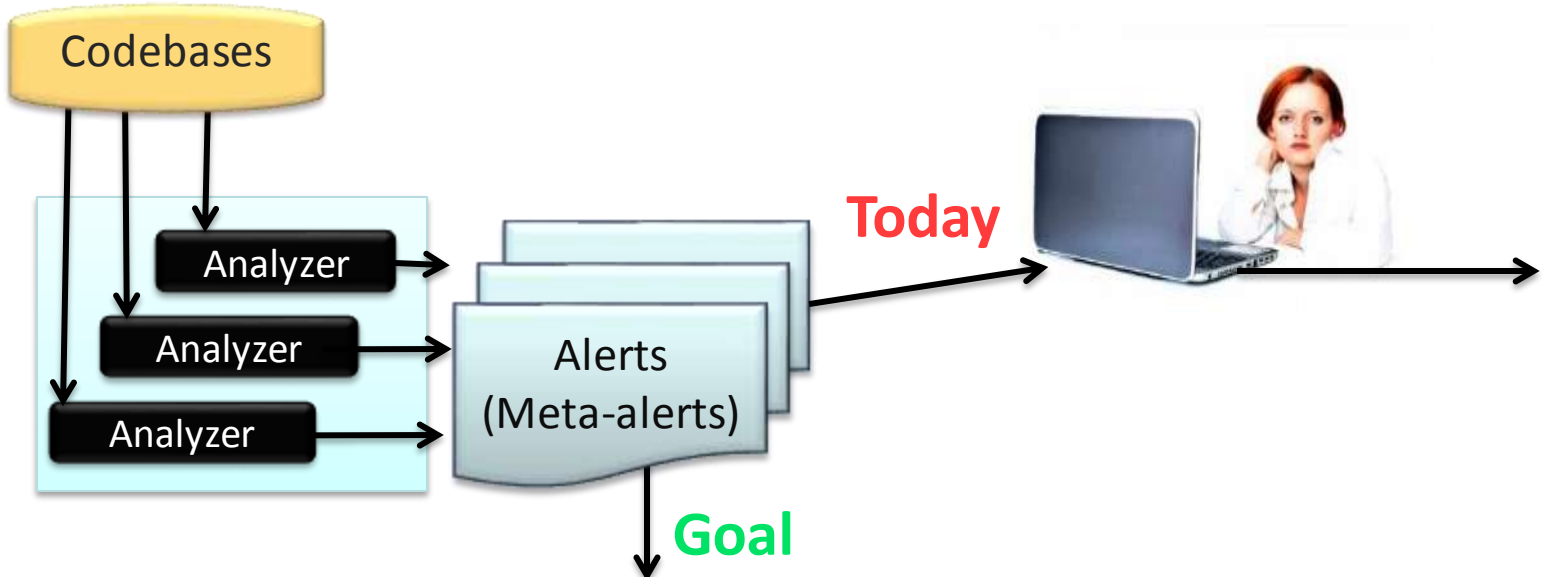 Codebases
Today
Analyzer
Analyzer
Alerts
(Meta-alerts)
Analyzer
Goal